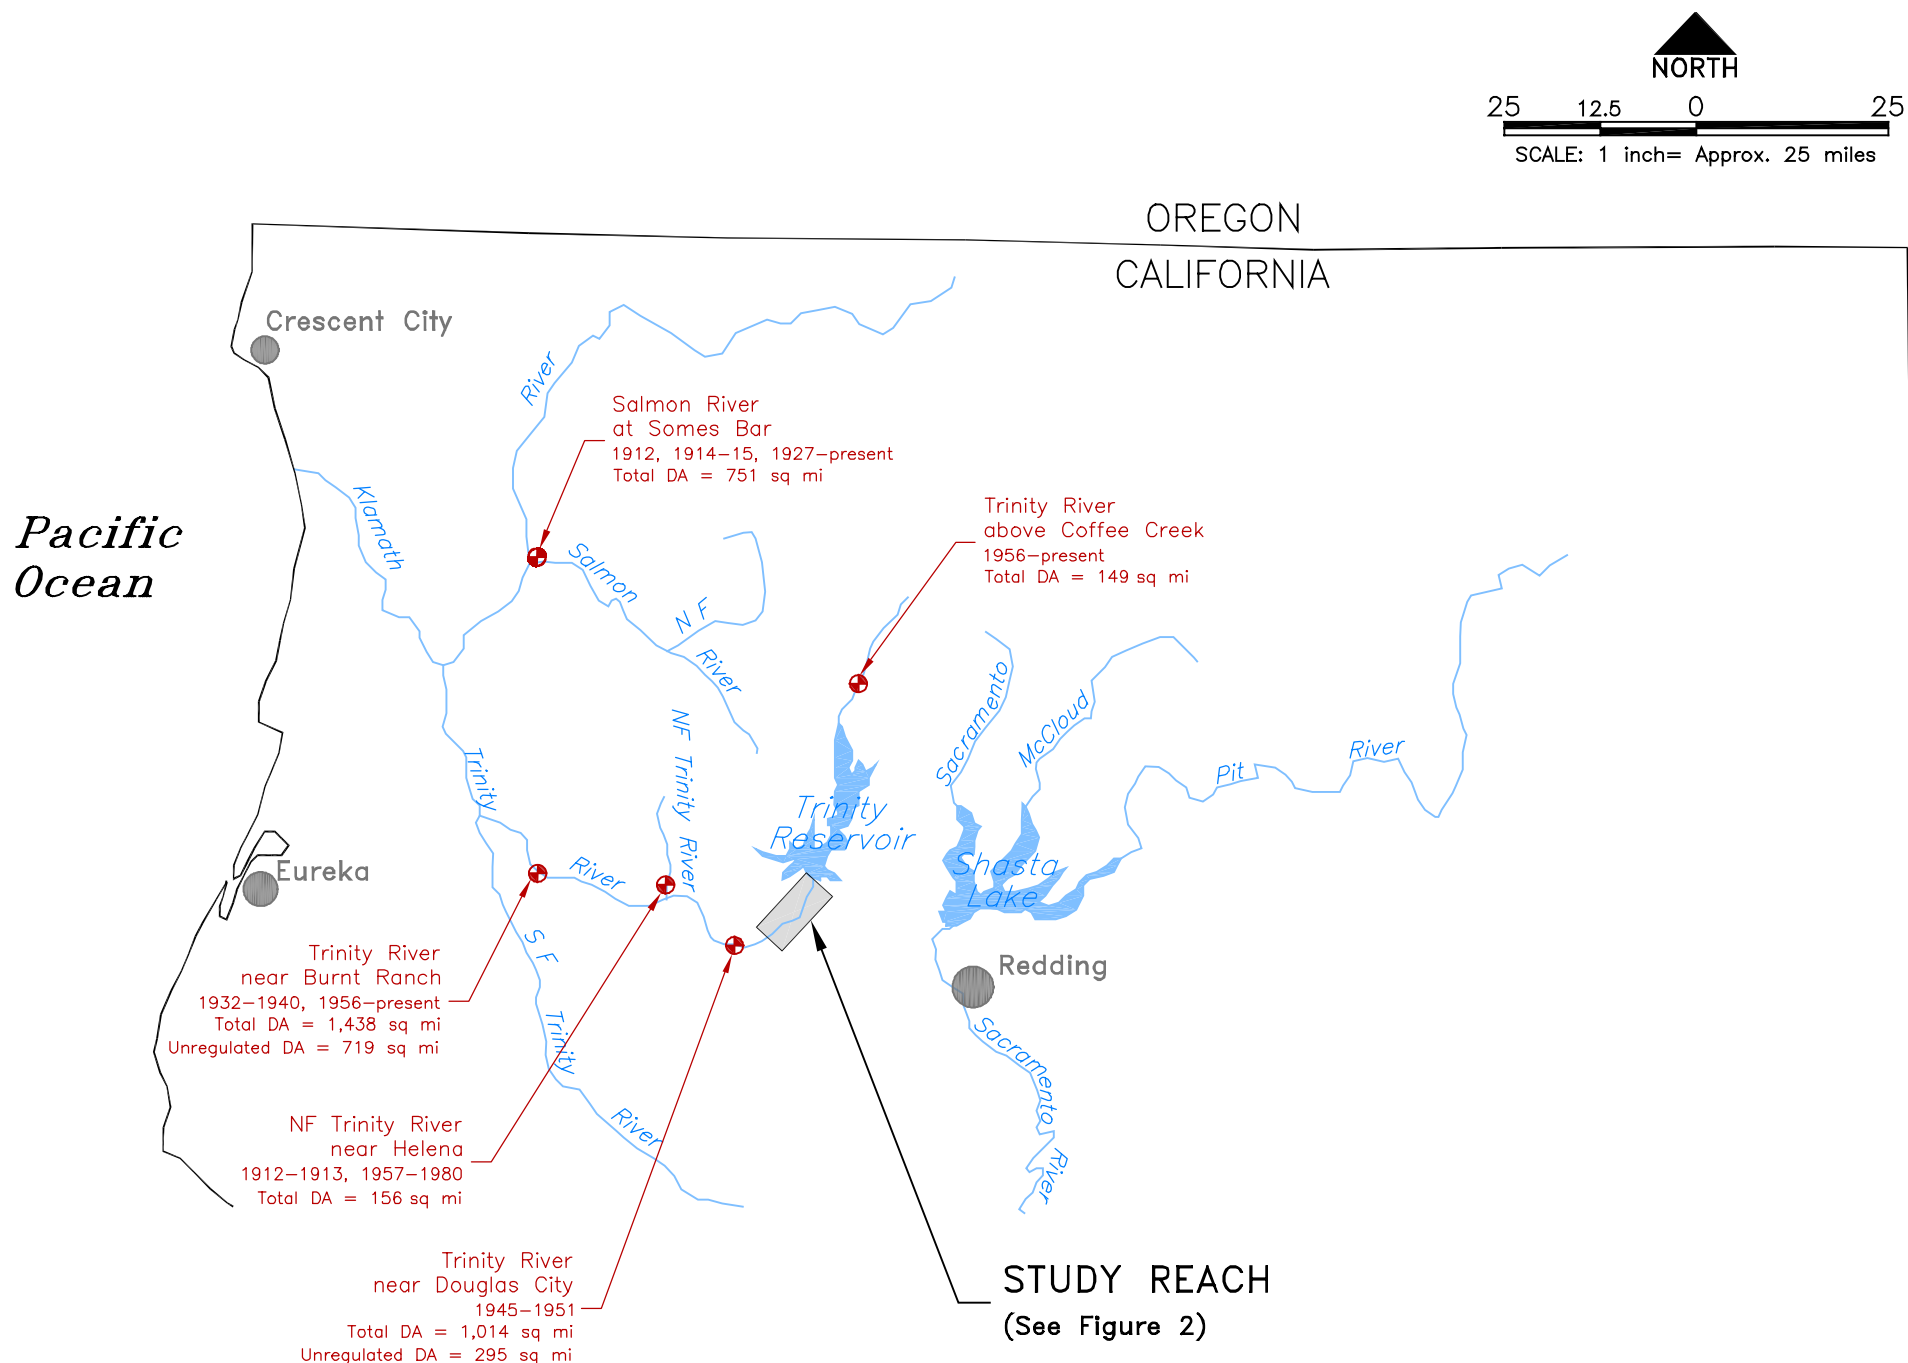 NORTH
25 12.5 0 25
SCALE: 1 inch= Approx. 25 miles
OREGON
CALIFORNIA
Crescent City
River
Salmon River
at Somes Bar
1912, 1914-15, 1927-present
Total DA = 751 sq mi
Klamath
Pacific
Ocean
Trinity River
above Coffee Creek
1956-present
Total DA = 149 sq mi
Salmon
N F
River
Sacramento
McCloud
NF Trinity River
Trinity
Pit
River
Trinity
Reservoir
Shasta
Lake
River
Eureka
S F
Trinity
River
Redding
Sacramento
River
Trinity River
near Burnt Ranch
1932-1940, 1956-present
Total DA = 1,438 sq mi
Unregulated DA = 719 sq mi
NF Trinity River
near Helena
1912-1913, 1957-1980
Total DA = 156 sq mi
Trinity River
near Douglas City
1945-1951
Total DA = 1,014 sq mi
Unregulated DA = 295 sq mi
STUDY REACH
(See Figure 2)